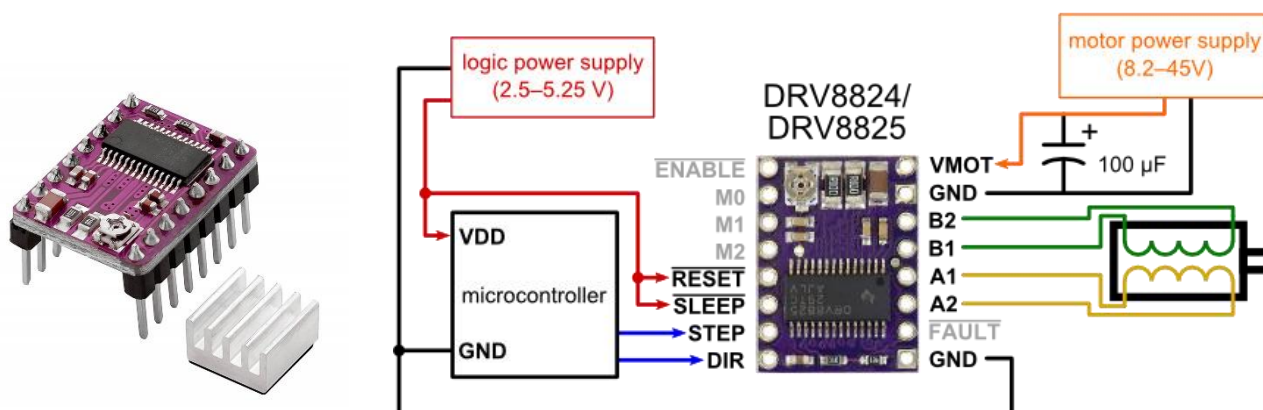 logic power supply
(2.5–5.25 V)
motor power supply
(8.2–45V)
DRV8824/
DRV8825
ENABLE
M0
M1
M2
RESET
SLEEP
STEP
DIR
VDD
microcontroller
GND
VMOT
GND
B2
B1
A1
A2
FAULT
GND
+
100 µF